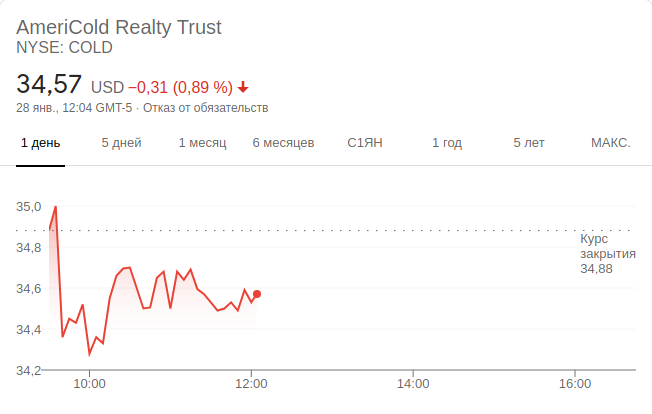 AmeriCold Realty Trust
NYSE: COLD
34,57 USD −0,31 (0,89 %)
28 янв., 12:04 GMT-5 · Отказ от обязательств
1 день 5 дней 1 месяц 6 месяцев С1ЯН 1 год 5 лет МАКС.
35,0
34,8
34,6
34,4
34,2
Курс
закрытия
34,88
10:00 12:00 14:00 16:00